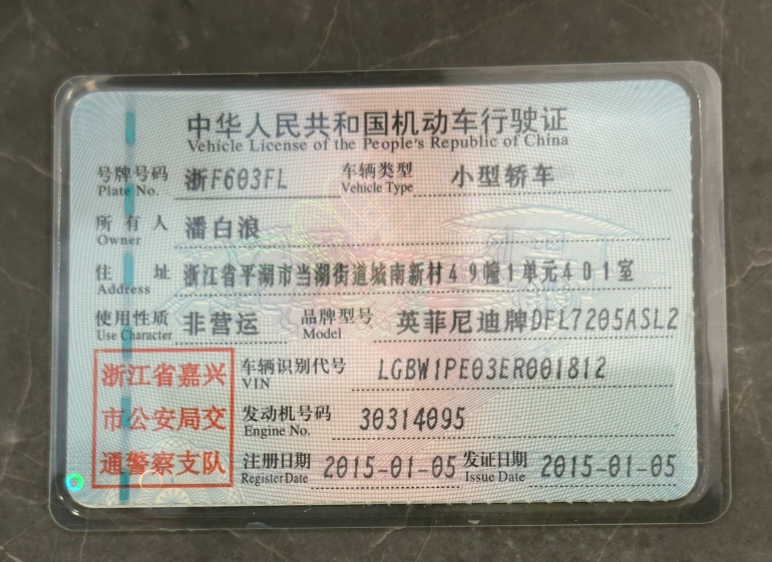 中华人民共和国机动车行驶证
Vehicle License of the People's Republic of China
号牌号码 浙F603FL 车辆类型 小型轿车
Plate No. Vehicle Type
所有人 潘白浪
Owner
住址 浙江省平湖市当湖街道城南新村49幢1单元401室
Address
使用性质 非营运 品牌型号 英菲尼迪牌DFL7205ASL2
Use Character Model
浙江省嘉兴
市公安局交
通警察支队
车辆识别代号 LGBW1PE03ER001812
VIN
发动机号码 30314095
Engine No.
注册日期 2015-01-05 发证日期 2015-01-05
Register Date Issue Date